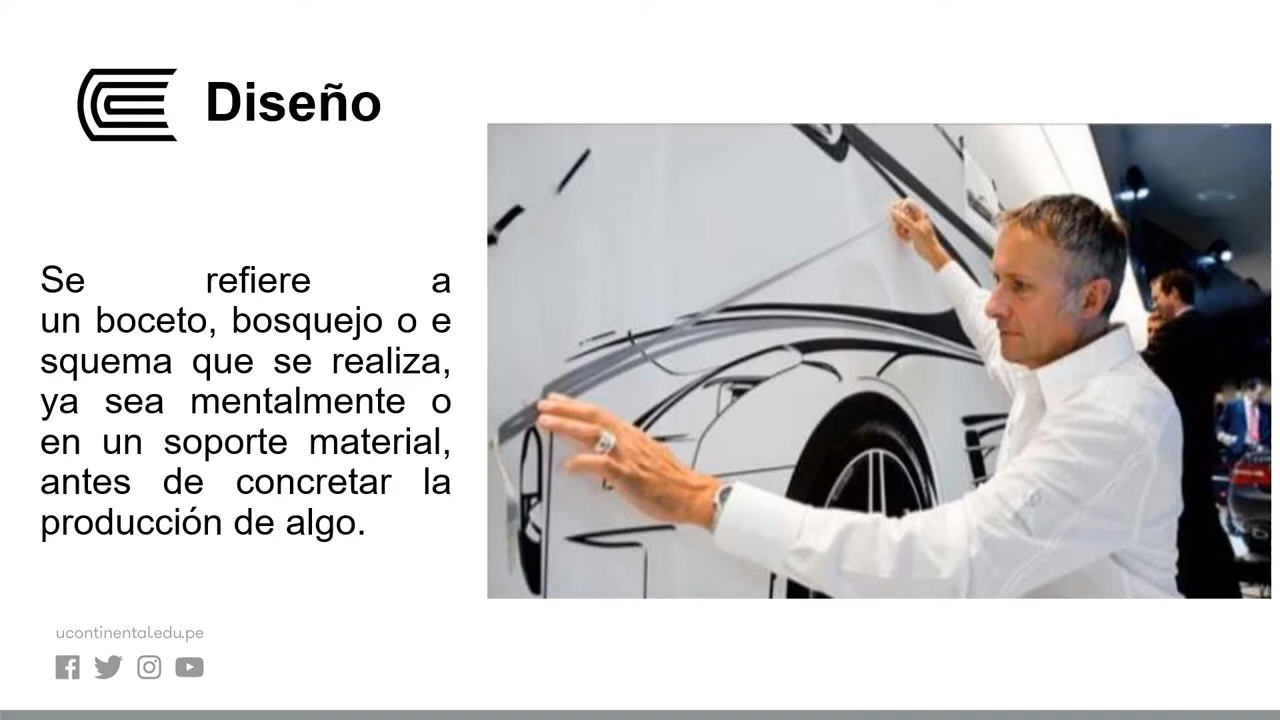 Diseño
Se refiere a
un boceto, bosquejo o e
squema que se realiza,
ya sea mentalmente o
en un soporte material,
antes de concretar la
producción de algo.
ucontinental.edu.pe